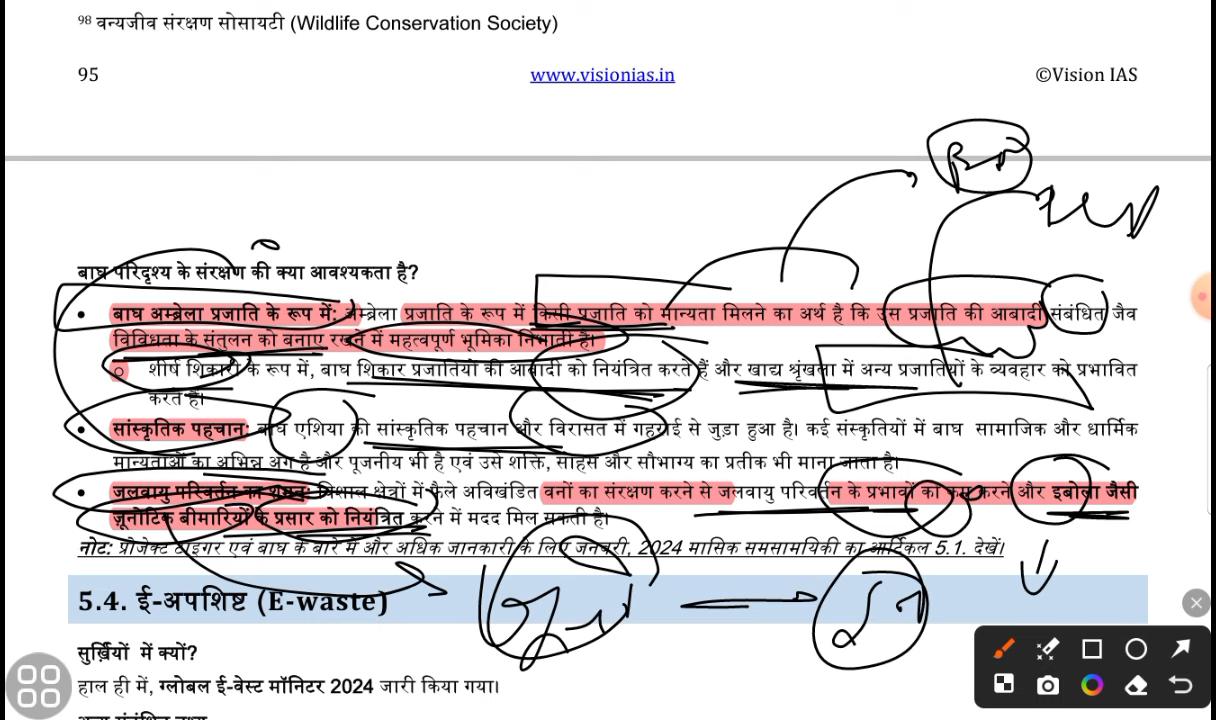 98 वन्यजीव संरक्षण सोसायटी (Wildlife Conservation Society)
95 www.visionias.in ©Vision IAS
बाघ परिदृश्य के संरक्षण की क्या आवश्यकता है?
• बाघ अम्ब्रेला प्रजाति के रूप में: अम्ब्रेला प्रजाति के रूप में किसी प्रजाति को मान्यता मिलने का अर्थ है कि उस प्रजाति की आबादी संबंधित जैव
विविधता के संतुलन को बनाए रखने में महत्वपूर्ण भूमिका निभाती है।
o शीर्ष शिकारी के रूप में, बाघ शिकार प्रजातियों की आबादी को नियंत्रित करते हैं और खाद्य श्रृंखला में अन्य प्रजातियों के व्यवहार को प्रभावित
करते हैं।
• सांस्कृतिक पहचान: बाघ एशिया की सांस्कृतिक पहचान और विरासत में गहराई से जुड़ा हुआ है। कई संस्कृतियों में बाघ सामाजिक और धार्मिक
मान्यताओं का अभिन्न अंग है और पूजनीय भी है एवं उसे शक्ति, साहस और सौभाग्य का प्रतीक भी माना जाता है।
• जलवायु परिवर्तन का शमन: विशाल क्षेत्रों में फैले अविखंडित वनों का संरक्षण करने से जलवायु परिवर्तन के प्रभावों को कम करने और इबोला जैसी
ज़ूनोटिक बीमारियों के प्रसार को नियंत्रित करने में मदद मिल सकती है।
नोट: प्रोजेक्ट टाइगर एवं बाघ के बारे में और अधिक जानकारी के लिए जनवरी, 2024 मासिक समसामयिकी का आर्टिकल 5.1. देखें।
5.4. ई-अपशिष्ट (E-waste)
सुर्ख़ियों में क्यों?
हाल ही में, ग्लोबल ई-वेस्ट मॉनिटर 2024 जारी किया गया।